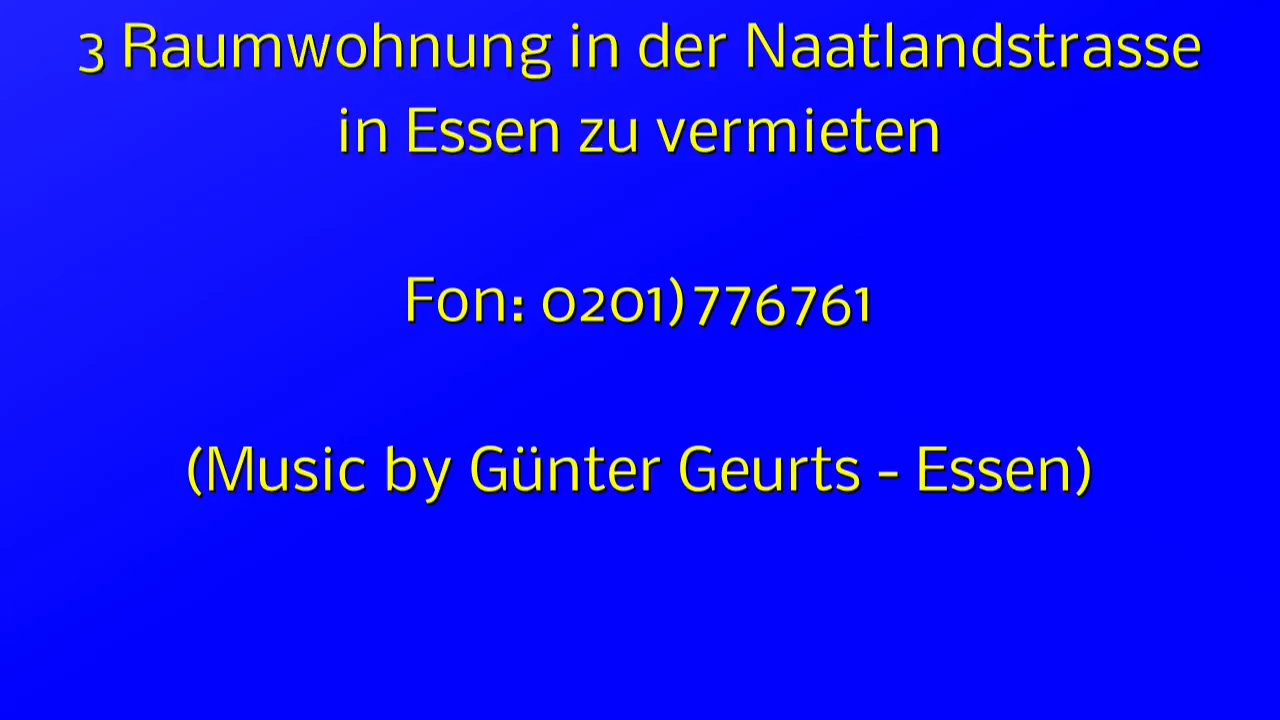 3 Raumwohnung in der Naatlandstrasse
in Essen zu vermieten
Fon: 0201)776761
(Music by Günter Geurts - Essen)